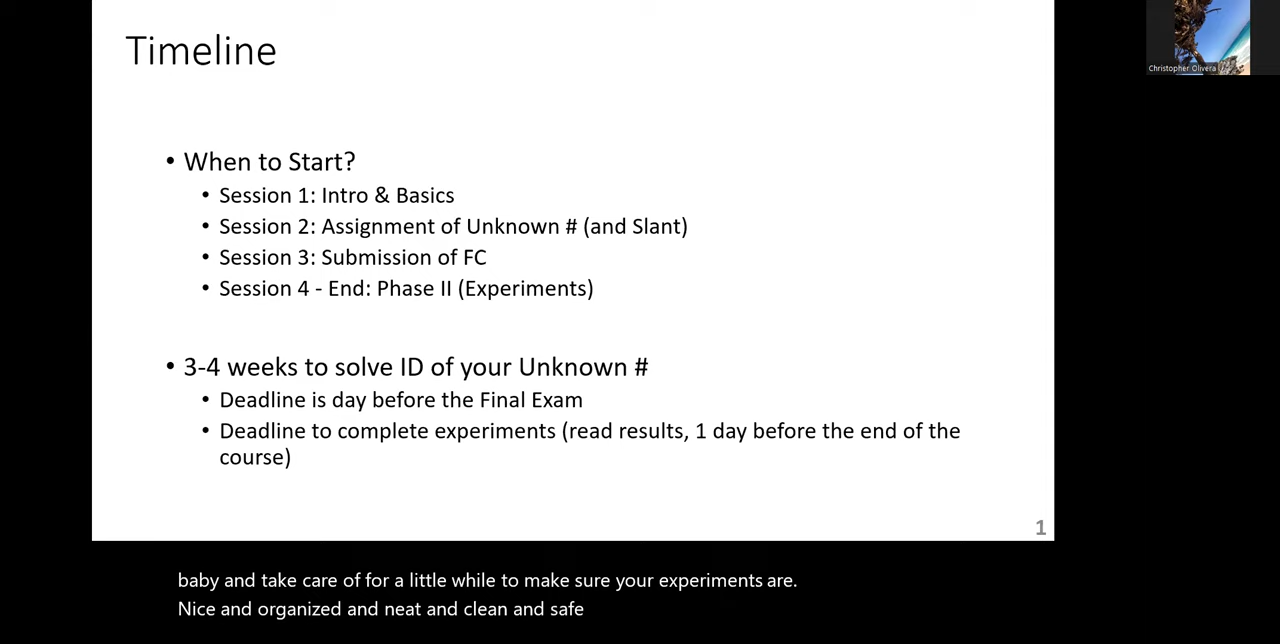 Timeline
Christopher Olivera
• When to Start?
• Session 1: Intro & Basics
• Session 2: Assignment of Unknown # (and Slant)
• Session 3: Submission of FC
• Session 4 - End: Phase II (Experiments)
• 3-4 weeks to solve ID of your Unknown #
• Deadline is day before the Final Exam
• Deadline to complete experiments (read results, 1 day before the end of the
course)
1
baby and take care of for a little while to make sure your experiments are.
Nice and organized and neat and clean and safe